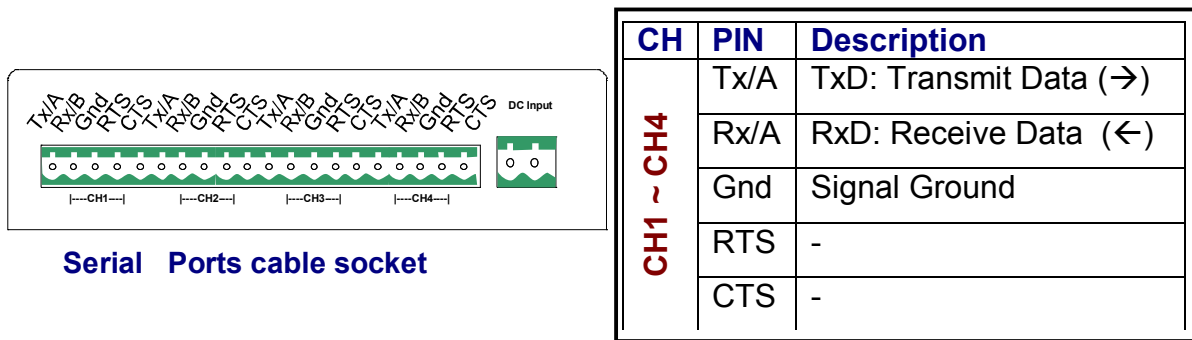 Tx/A Rx/B Gnd RTS CTS Tx/A Rx/B Gnd RTS CTS Tx/A Rx/B Gnd RTS CTS Tx/A Rx/B Gnd RTS CTS
DC Input
|----CH1----| |----CH2----| |----CH3----| |----CH4----|
Serial Ports cable socket
CH PIN Description
CH1 ~ CH4
Tx/A TxD: Transmit Data (→)
Rx/A RxD: Receive Data (←)
Gnd Signal Ground
RTS -
CTS -